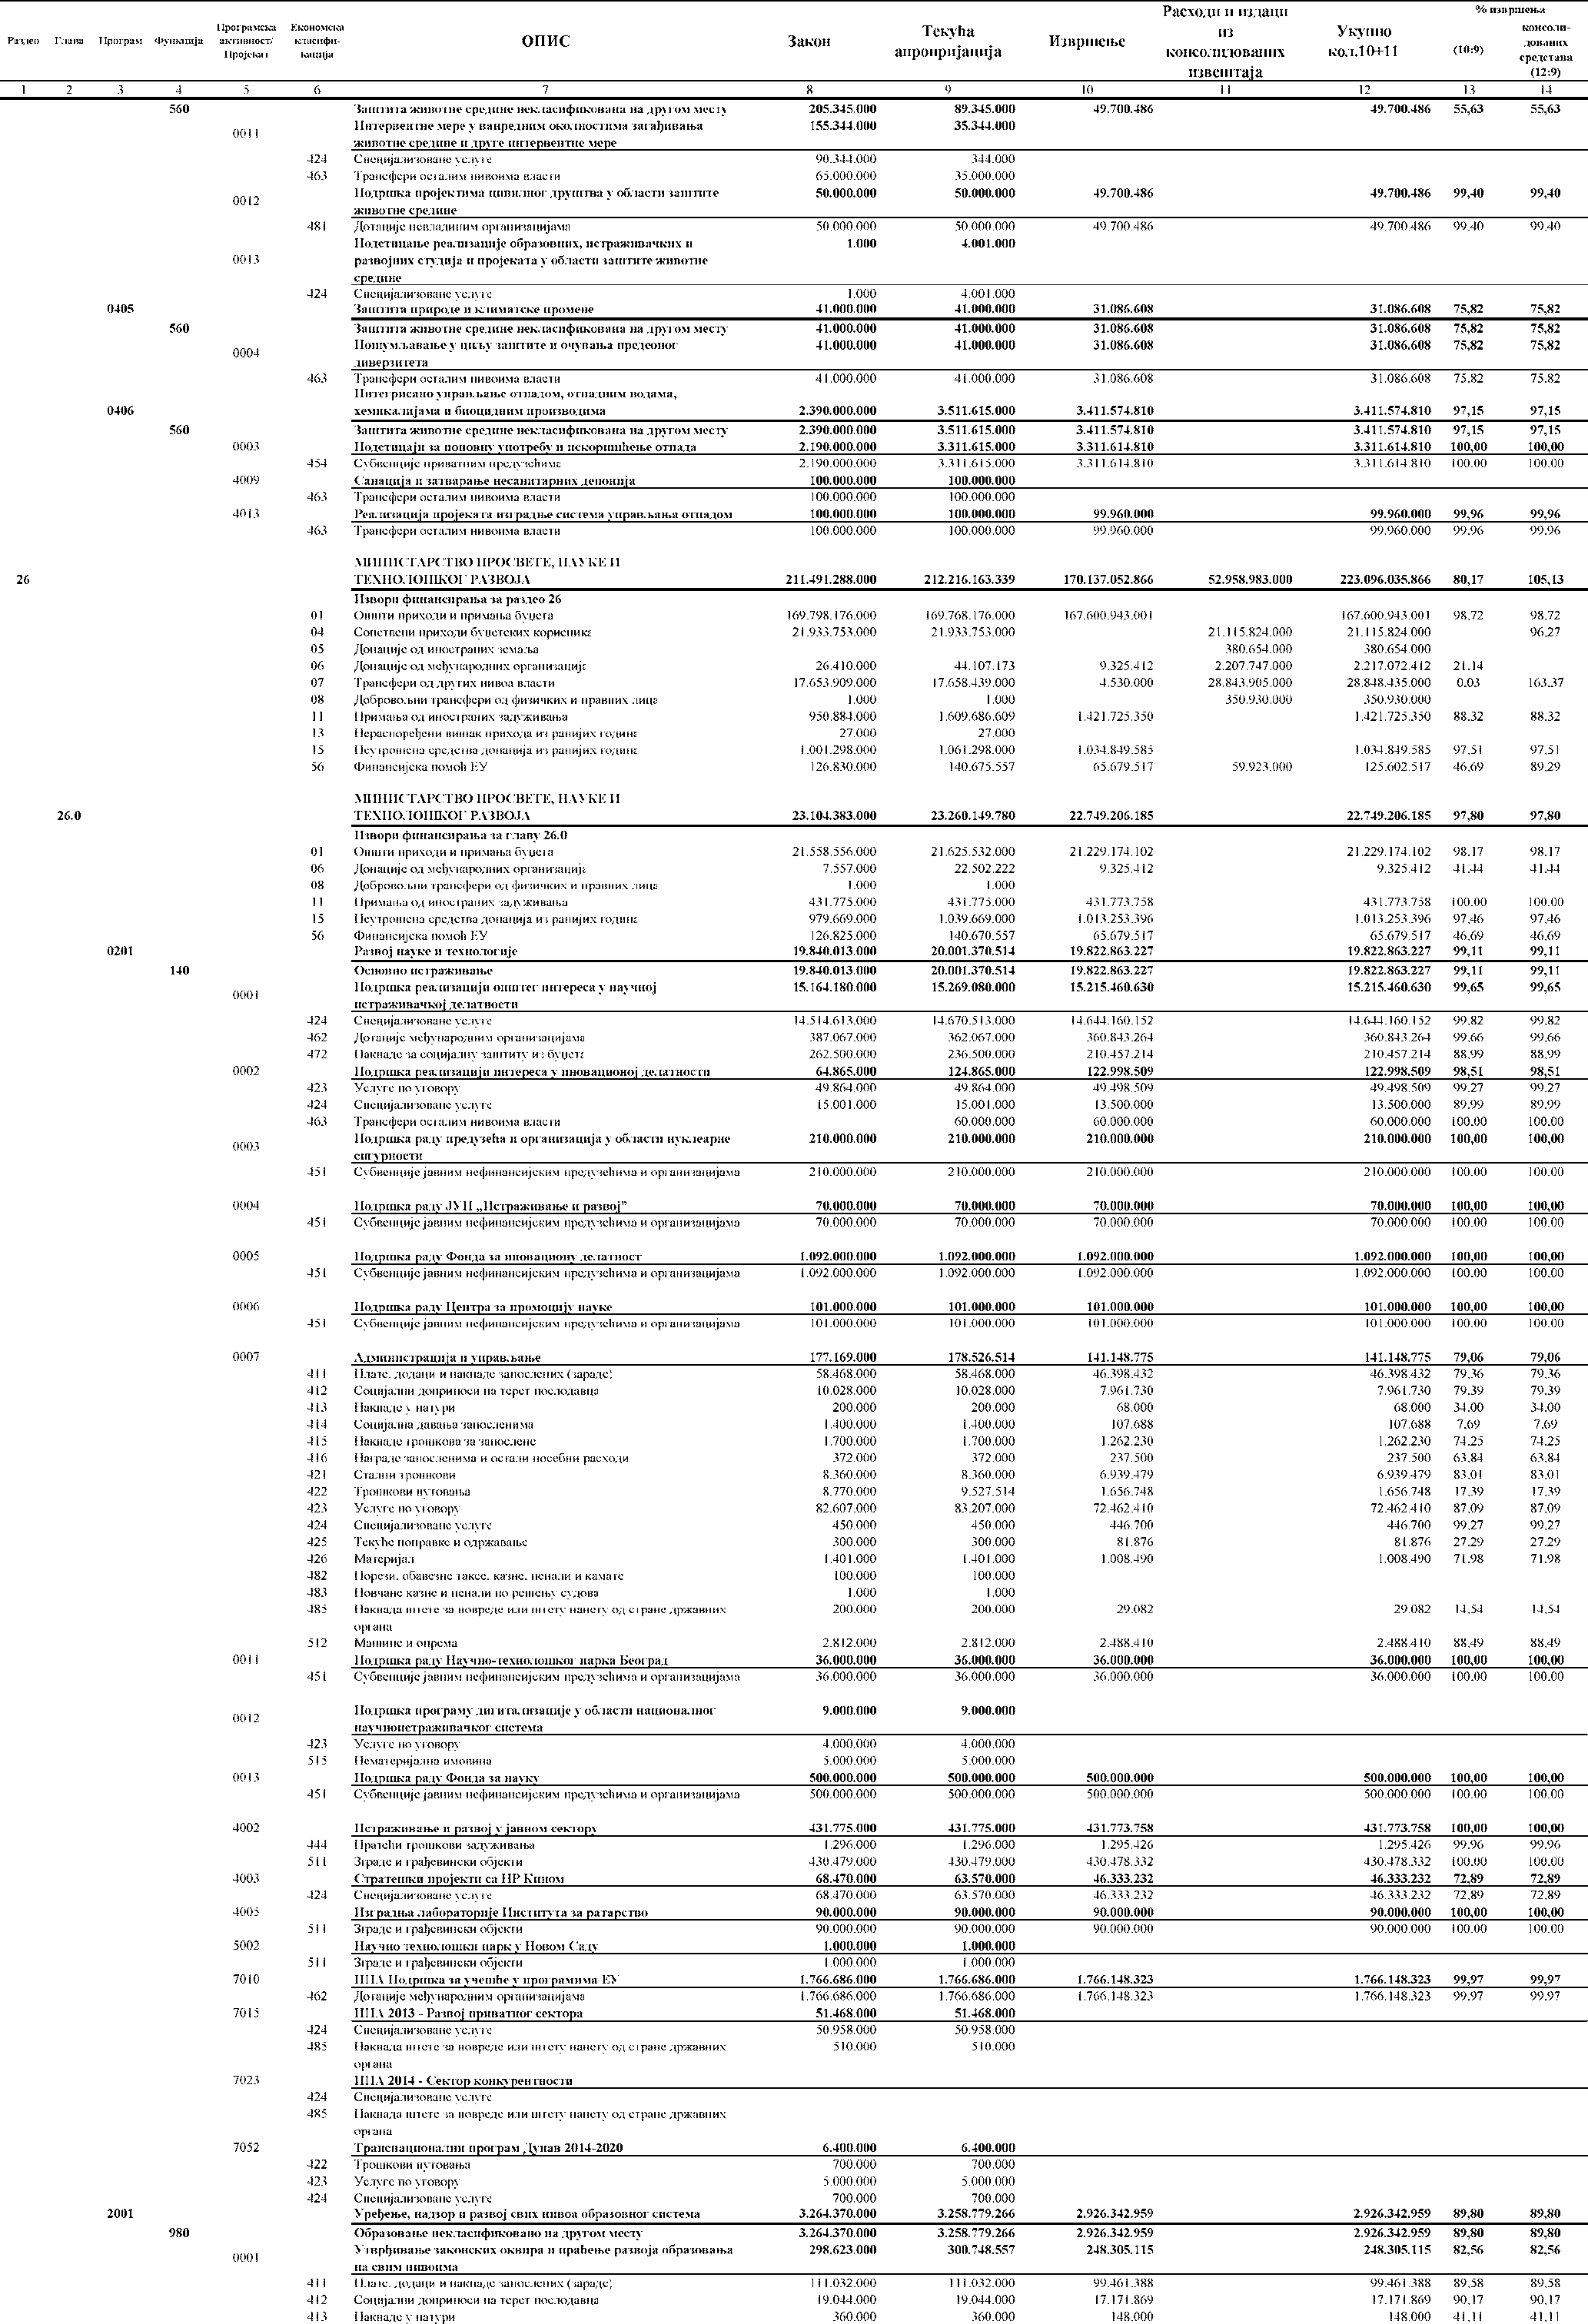 Раздео Глава Програм Функција Програмска активност/ Пројекат Економска класифи-кација ОПИС Закон Текућа апропријација Извршење Расходи и издаци из консолидованих извештаја Укупно кол.10+11 % извршења (10:9) консоли-дованих средстава (12:9)
1 2 3 4 5 6 7 8 9 10 11 12 13 14
560 Заштита животне средине некласификована на другом месту 205.345.000 89.345.000 49.700.486 49.700.486 55,63 55,63
0011 Интервентне мере у ванредним околностима загађивања 155.344.000 35.344.000
животне средине и друге интервентне мере
424 Специјализоване услуге 90.344.000 344.000
463 Трансфери осталим нивоима власти 65.000.000 35.000.000
0012 Подршка пројектима цивилног друштва у области заштите 50.000.000 50.000.000 49.700.486 49.700.486 99,40 99,40
животне средине
481 Дотације невладиним организацијама 50.000.000 50.000.000 49.700.486 49.700.486 99,40 99,40
Подстицање реализације образовних, истраживачких и 1.000 4.001.000
0013 развојних студија и пројеката у области заштите животне
средине
424 Специјализоване услуге 1.000 4.001.000
0405 Заштита природе и климатске промене 41.000.000 41.000.000 31.086.608 31.086.608 75,82 75,82
560 Заштита животне средине некласификована на другом месту 41.000.000 41.000.000 31.086.608 31.086.608 75,82 75,82
0004 Пошумљавање у циљу заштите и очувања предеоног 41.000.000 41.000.000 31.086.608 31.086.608 75,82 75,82
диверзитета
463 Трансфери осталим нивоима власти 41.000.000 41.000.000 31.086.608 31.086.608 75,82 75,82
Интегрисано управљање отпадом, отпадним водама,
0406 хемикалијама и биоцидним производима 2.390.000.000 3.511.615.000 3.411.574.810 3.411.574.810 97,15 97,15
560 Заштита животне средине некласификована на другом месту 2.390.000.000 3.511.615.000 3.411.574.810 3.411.574.810 97,15 97,15
0003 Подстицаји за поновну употребу и искоришћење отпада 2.190.000.000 3.311.615.000 3.311.614.810 3.311.614.810 100,00 100,00
454 Субвенције приватним предузећима 2.190.000.000 3.311.615.000 3.311.614.810 3.311.614.810 100,00 100,00
4009 Санација и затварање несанитарних депонија 100.000.000 100.000.000
463 Трансфери осталим нивоима власти 100.000.000 100.000.000
4013 Реализација пројеката изградње система управљања отпадом 100.000.000 100.000.000 99.960.000 99.960.000 99,96 99,96
463 Трансфери осталим нивоима власти 100.000.000 100.000.000 99.960.000 99.960.000 99,96 99,96
МИНИСТАРСТВО ПРОСВЕТЕ, НАУКЕ И
26 ТЕХНОЛОШКОГ РАЗВОЈА 211.491.288.000 212.216.163.339 170.137.052.866 52.958.983.000 223.096.035.866 80,17 105,13
Извори финансирања за раздео 26
01 Општи приходи и примања буџета 169.798.176.000 169.768.176.000 167.600.943.001 167.600.943.001 98,72 98,72
04 Сопствени приходи буџетских корисника 21.933.753.000 21.933.753.000 21.115.824.000 21.115.824.000 96,27
05 Донације од иностраних земаља 380.654.000 380.654.000
06 Донације од међународних организација 26.410.000 44.107.173 9.325.412 2.207.747.000 2.217.072.412 21,14
07 Трансфери од других нивоа власти 17.653.909.000 17.658.439.000 4.530.000 28.843.905.000 28.848.435.000 0,03 163,37
08 Добровољни трансфери од физичких и правних лица 1.000 1.000 350.930.000 350.930.000
11 Примања од иностраних задуживања 950.884.000 1.609.686.609 1.421.725.350 1.421.725.350 88,32 88,32
13 Нераспоређени вишак прихода из ранијих година 27.000 27.000
15 Неутрошена средства донација из ранијих година 1.001.298.000 1.061.298.000 1.034.849.585 1.034.849.585 97,51 97,51
56 Финансијска помоћ ЕУ 126.830.000 140.675.557 65.679.517 59.923.000 125.602.517 46,69 89,29
МИНИСТАРСТВО ПРОСВЕТЕ, НАУКЕ И
26.0 ТЕХНОЛОШКОГ РАЗВОЈА 23.104.383.000 23.260.149.780 22.749.206.185 22.749.206.185 97,80 97,80
Извори финансирања за главу 26.0
01 Општи приходи и примања буџета 21.558.556.000 21.625.532.000 21.229.174.102 21.229.174.102 98,17 98,17
06 Донације од међународних организација 7.557.000 22.502.222 9.325.412 9.325.412 41,44 41,44
08 Добровољни трансфери од физичких и правних лица 1.000 1.000
11 Примања од иностраних задуживања 431.775.000 431.775.000 431.773.758 431.773.758 100,00 100,00
15 Неутрошена средства донација из ранијих година 979.669.000 1.039.669.000 1.013.253.396 1.013.253.396 97,46 97,46
56 Финансијска помоћ ЕУ 126.825.000 140.670.557 65.679.517 65.679.517 46,69 46,69
0201 Развој науке и технологије 19.840.013.000 20.001.370.514 19.822.863.227 19.822.863.227 99,11 99,11
140 Основно истраживање 19.840.013.000 20.001.370.514 19.822.863.227 19.822.863.227 99,11 99,11
0001 Подршка реализацији општег интереса у научној 15.164.180.000 15.269.080.000 15.215.460.630 15.215.460.630 99,65 99,65
истраживачкој делатности
424 Специјализоване услуге 14.514.613.000 14.670.513.000 14.644.160.152 14.644.160.152 99,82 99,82
462 Дотације међународним организацијама 387.067.000 362.067.000 360.843.264 360.843.264 99,66 99,66
472 Накнаде за социјалну заштиту из буџета 262.500.000 236.500.000 210.457.214 210.457.214 88,99 88,99
0002 Подршка реализацији интереса у иновационој делатности 64.865.000 124.865.000 122.998.509 122.998.509 98,51 98,51
423 Услуге по уговору 49.864.000 49.864.000 49.498.509 49.498.509 99,27 99,27
424 Специјализоване услуге 15.001.000 15.001.000 13.500.000 13.500.000 89,99 89,99
463 Трансфери осталим нивоима власти 60.000.000 60.000.000 60.000.000 100,00 100,00
0003 Подршка раду предузећа и организација у области нуклеарне 210.000.000 210.000.000 210.000.000 210.000.000 100,00 100,00
сигурности
451 Субвенције јавним нефинансијским предузећима и организацијама 210.000.000 210.000.000 210.000.000 210.000.000 100,00 100,00
0004 Подршка раду ЈУП „Истраживање и развој” 70.000.000 70.000.000 70.000.000 70.000.000 100,00 100,00
451 Субвенције јавним нефинансијским предузећима и организацијама 70.000.000 70.000.000 70.000.000 70.000.000 100,00 100,00
0005 Подршка раду Фонда за иновациону делатност 1.092.000.000 1.092.000.000 1.092.000.000 1.092.000.000 100,00 100,00
451 Субвенције јавним нефинансијским предузећима и организацијама 1.092.000.000 1.092.000.000 1.092.000.000 1.092.000.000 100,00 100,00
0006 Подршка раду Центра за промоцију науке 101.000.000 101.000.000 101.000.000 101.000.000 100,00 100,00
451 Субвенције јавним нефинансијским предузећима и организацијама 101.000.000 101.000.000 101.000.000 101.000.000 100,00 100,00
0007 Администрација и управљање 177.169.000 178.526.514 141.148.775 141.148.775 79,06 79,06
411 Плате, додаци и накнаде запослених (зараде) 58.468.000 58.468.000 46.398.432 46.398.432 79,36 79,36
412 Социјални доприноси на терет послодавца 10.028.000 10.028.000 7.961.730 7.961.730 79,39 79,39
413 Накнаде у натури 200.000 200.000 68.000 68.000 34,00 34,00
414 Социјална давања запосленима 1.400.000 1.400.000 107.688 107.688 7,69 7,69
415 Накнаде трошкова за запослене 1.700.000 1.700.000 1.262.230 1.262.230 74,25 74,25
416 Награде запосленима и остали посебни расходи 372.000 372.000 237.500 237.500 63,84 63,84
421 Стални трошкови 8.360.000 8.360.000 6.939.479 6.939.479 83,01 83,01
422 Трошкови путовања 8.770.000 9.527.514 1.656.748 1.656.748 17,39 17,39
423 Услуге по уговору 82.607.000 83.207.000 72.462.410 72.462.410 87,09 87,09
424 Специјализоване услуге 450.000 450.000 446.700 446.700 99,27 99,27
425 Текуће поправке и одржавање 300.000 300.000 81.876 81.876 27,29 27,29
426 Материјал 1.401.000 1.401.000 1.008.490 1.008.490 71,98 71,98
482 Порези, обавезне таксе, казне, пенали и камате 100.000 100.000
483 Новчане казне и пенали по решењу судова 1.000 1.000
485 Накнада штете за повреде или штету нанету од стране државних 200.000 200.000 29.082 29.082 14,54 14,54
органа
512 Машине и опрема 2.812.000 2.812.000 2.488.410 2.488.410 88,49 88,49
0011 Подршка раду Научно-технолошког парка Београд 36.000.000 36.000.000 36.000.000 36.000.000 100,00 100,00
451 Субвенције јавним нефинансијским предузећима и организацијама 36.000.000 36.000.000 36.000.000 36.000.000 100,00 100,00
0012 Подршка програму дигитализације у области националног 9.000.000 9.000.000
научноистраживачког система
423 Услуге по уговору 4.000.000 4.000.000
515 Нематеријална имовина 5.000.000 5.000.000
0013 Подршка раду Фонда за науку 500.000.000 500.000.000 500.000.000 500.000.000 100,00 100,00
451 Субвенције јавним нефинансијским предузећима и организацијама 500.000.000 500.000.000 500.000.000 500.000.000 100,00 100,00
4002 Истраживање и развој у јавном сектору 431.775.000 431.775.000 431.773.758 431.773.758 100,00 100,00
444 Пратећи трошкови задуживања 1.296.000 1.296.000 1.295.426 1.295.426 99,96 99,96
511 Зграде и грађевински објекти 430.479.000 430.479.000 430.478.332 430.478.332 100,00 100,00
4003 Стратешки пројекти са НР Кином 68.470.000 63.570.000 46.333.232 46.333.232 72,89 72,89
424 Специјализоване услуге 68.470.000 63.570.000 46.333.232 46.333.232 72,89 72,89
4005 Изградња лабораторије Института за ратарство 90.000.000 90.000.000 90.000.000 90.000.000 100,00 100,00
511 Зграде и грађевински објекти 90.000.000 90.000.000 90.000.000 90.000.000 100,00 100,00
5002 Научно технолошки парк у Новом Саду 1.000.000 1.000.000
511 Зграде и грађевински објекти 1.000.000 1.000.000
7010 ИПА Подршка за учешће у програмима ЕУ 1.766.686.000 1.766.686.000 1.766.148.323 1.766.148.323 99,97 99,97
462 Дотације међународним организацијама 1.766.686.000 1.766.686.000 1.766.148.323 1.766.148.323 99,97 99,97
7015 ИПА 2013 - Развој приватног сектора 51.468.000 51.468.000
424 Специјализоване услуге 50.958.000 50.958.000
485 Накнада штете за повреде или штету нанету од стране државних 510.000 510.000
органа
7023 ИПА 2014 - Сектор конкурентности
424 Специјализоване услуге
485 Накнада штете за повреде или штету нанету од стране државних
органа
7052 Транснационални програм Дунав 2014-2020 6.400.000 6.400.000
422 Трошкови путовања 700.000 700.000
423 Услуге по уговору 5.000.000 5.000.000
424 Специјализоване услуге 700.000 700.000
2001 Уређење, надзор и развој свих нивоа образовног система 3.264.370.000 3.258.779.266 2.926.342.959 2.926.342.959 89,80 89,80
980 Образовање некласификовано на другом месту 3.264.370.000 3.258.779.266 2.926.342.959 2.926.342.959 89,80 89,80
0001 Утврђивање законских оквира и праћење развоја образовања 298.623.000 300.748.557 248.305.115 248.305.115 82,56 82,56
на свим нивоима
411 Плате, додаци и накнаде запослених (зараде) 111.032.000 111.032.000 99.461.388 99.461.388 89,58 89,58
412 Социјални доприноси на терет послодавца 19.044.000 19.044.000 17.171.869 17.171.869 90,17 90,17
413 Накнаде у натури 360.000 360.000 148.000 148.000 41,11 41,11